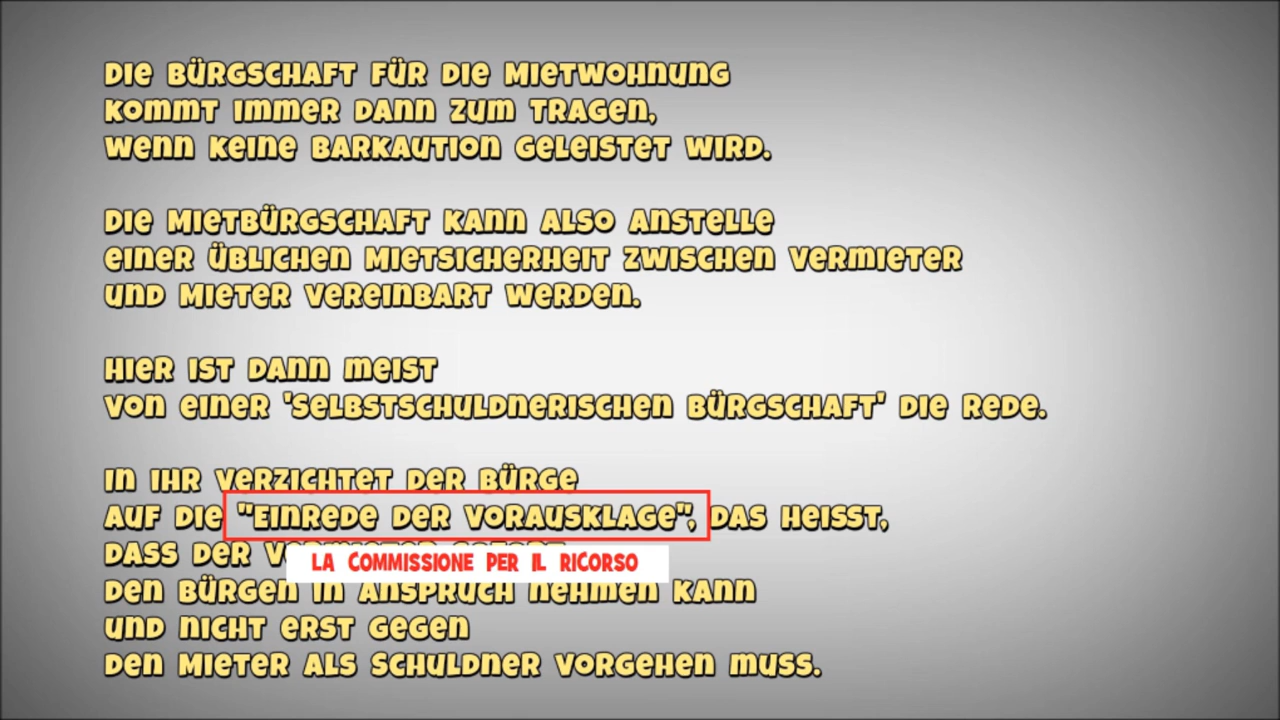 Die Bürgschaft für die Mietwohnung
kommt immer dann zum Tragen,
wenn keine Barkaution geleistet wird.
Die Mietbürgschaft kann also anstelle
einer üblichen Mietsicherheit zwischen Vermieter
und Mieter vereinbart werden.
Hier ist dann meist
von einer 'selbstschuldnerischen Bürgschaft' die Rede.
In ihr verzichtet der Bürge
auf die "Einrede der Vorausklage", das heisst,
dass der
LA COMMISSIONE PER IL RICORSO
den Bürgen in Anspruch nehmen kann
und nicht erst gegen
den Mieter als Schuldner vorgehen muss.